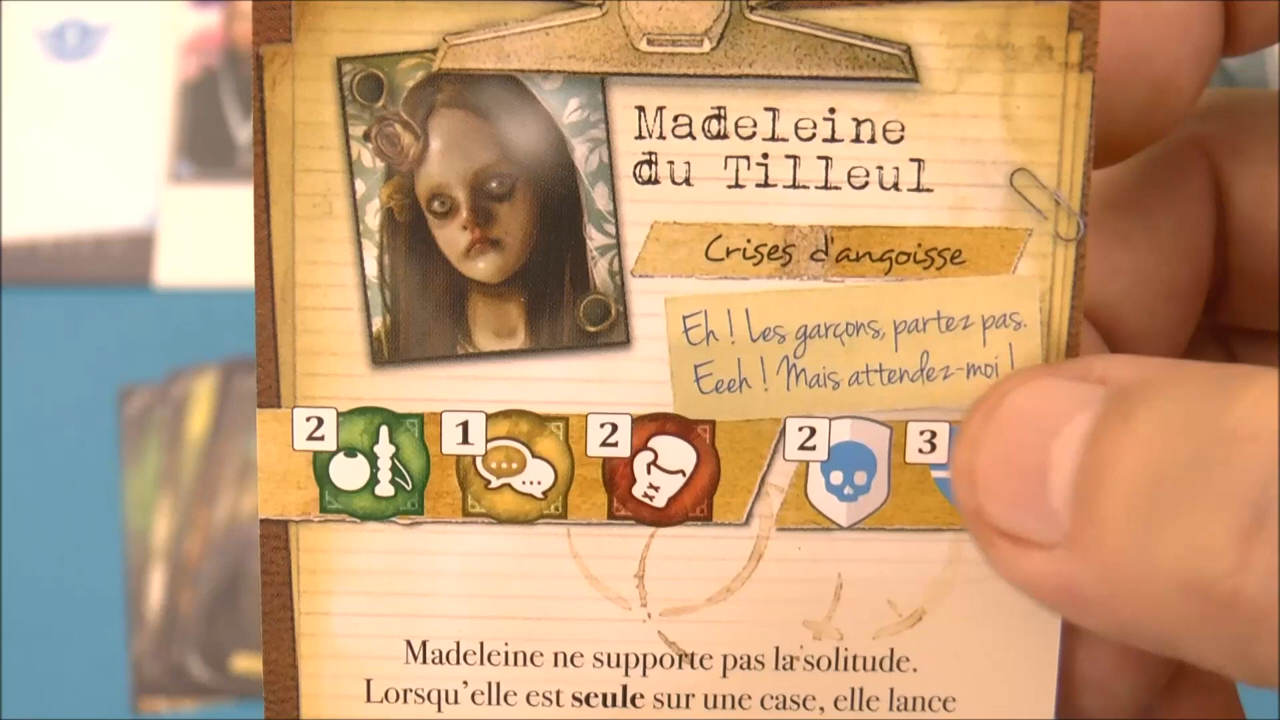 Madeleine
du Tilleul
Crises d'angoisse
Eh ! Les garçons, partez pas.
Eeeh ! Mais attendez-moi !
2 1 2 2 3
Madeleine ne supporte pas la solitude.
Lorsqu'elle est seule sur une case, elle lance